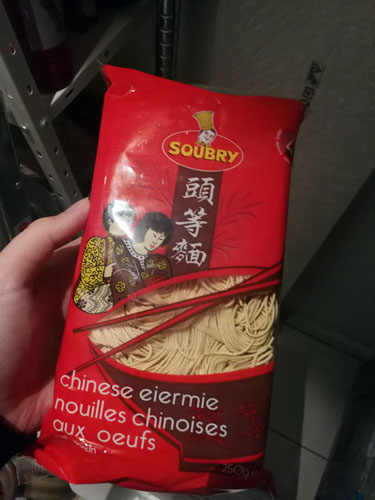 SOUBRY
頭
等
麵
chinese eiermie
nouilles chinoises
aux oeufs
250g